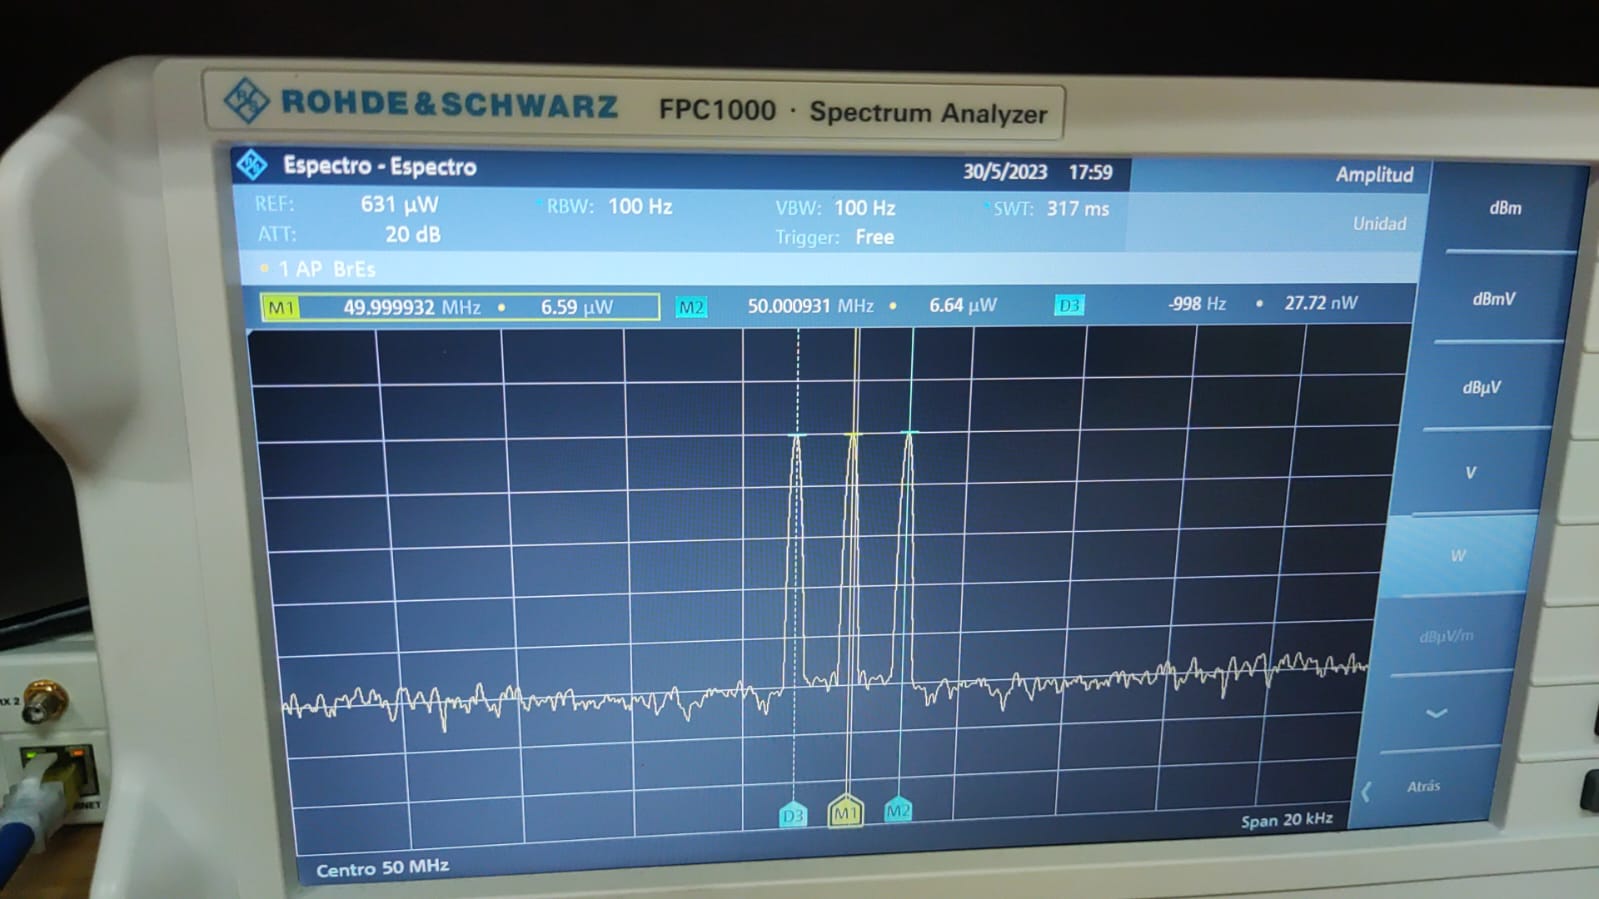 ROHDE&SCHWARZ FPC1000 · Spectrum Analyzer
Espectro - Espectro 30/5/2023 17:59 Amplitud
REF: 631 µW RBW: 100 Hz VBW: 100 Hz SWT: 317 ms Unidad
ATT: 20 dB Trigger: Free
1 AP BrEs
M1 49.999932 MHz • 6.59 µW M2 50.000931 MHz • 6.64 µW D3 -998 Hz • 27.72 nW
dBm
dBmV
dBµV
V
W
dBµV/m
Atrás
D3 M1 M2
Centro 50 MHz Span 20 kHz